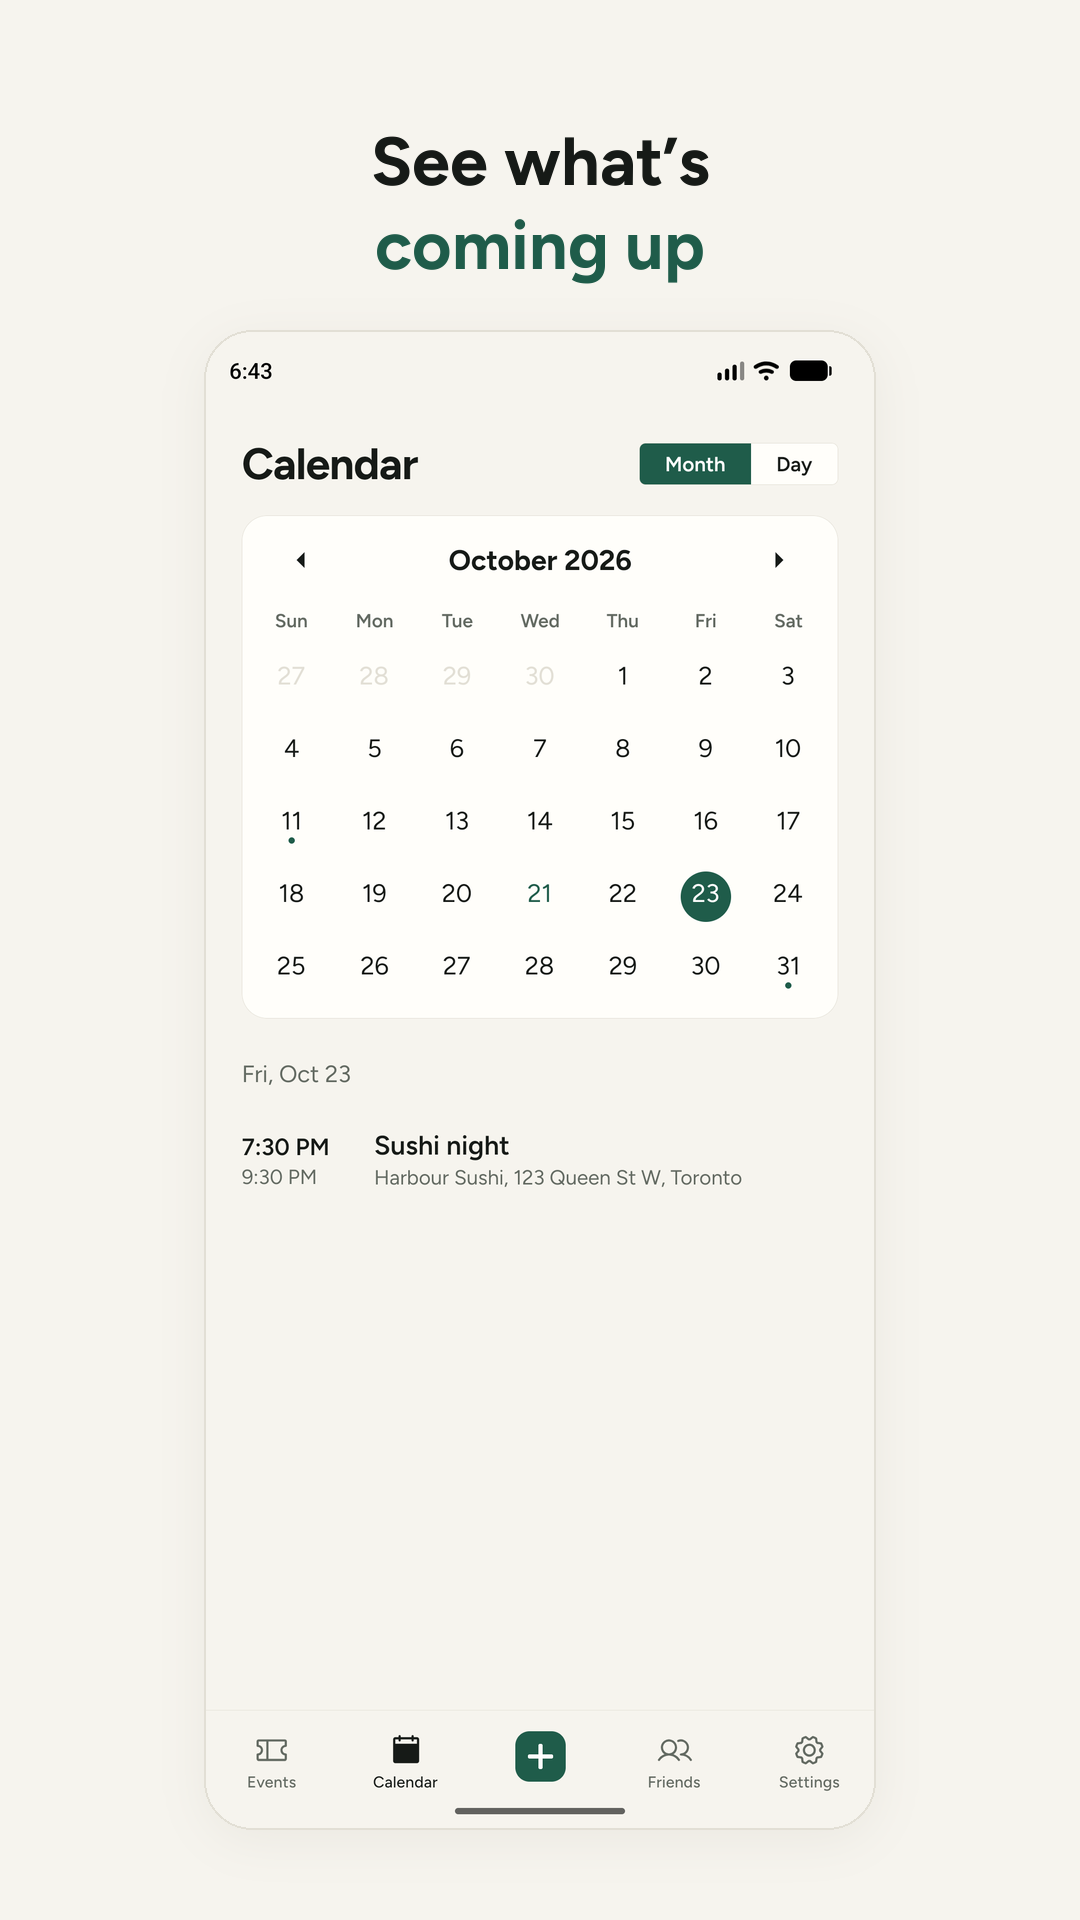 See what’s
coming up
6:43
Calendar
Month Day
October 2026
Sun Mon Tue Wed Thu Fri Sat
27 28 29 30 1 2 3
4 5 6 7 8 9 10
11 12 13 14 15 16 17
18 19 20 21 22 23 24
25 26 27 28 29 30 31
Fri, Oct 23
7:30 PM Sushi night
9:30 PM Harbour Sushi, 123 Queen St W, Toronto
Events Calendar Friends Settings